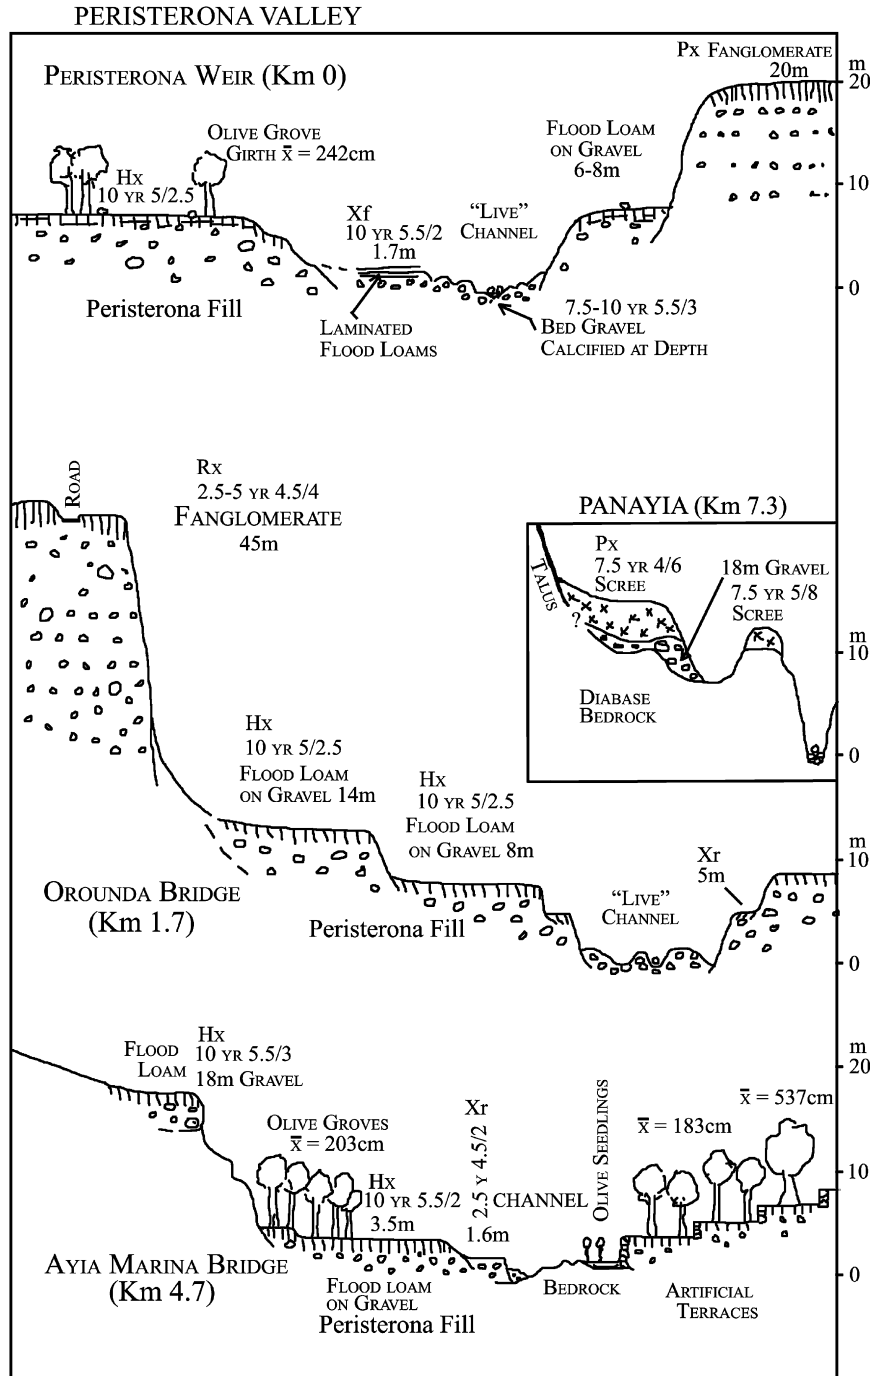 PERISTERONA VALLEY
PERISTERONA WEIR (KM 0)
Px FANGLOMERATE
20m
m
20
10
0
OLIVE GROVE
GIRTH x̄ = 242cm
Hx
10 YR 5/2.5
FLOOD LOAM
ON GRAVEL
6-8m
Xf
10 YR 5.5/2
1.7m
"LIVE"
CHANNEL
Peristerona Fill
LAMINATED
FLOOD LOAMS
7.5-10 YR 5.5/3
BED GRAVEL
CALCIFIED AT DEPTH
ROAD
Rx
2.5-5 YR 4.5/4
FANGLOMERATE
45m
PANAYIA (Km 7.3)
TALUS
Px
7.5 YR 4/6
SCREE
?
18m GRAVEL
7.5 YR 5/8
SCREE
DIABASE
BEDROCK
m
10
0
Hx
10 YR 5/2.5
FLOOD LOAM
ON GRAVEL 14m
Hx
10 YR 5/2.5
FLOOD LOAM
ON GRAVEL 8m
OROUNDA BRIDGE
(Km 1.7)
Peristerona Fill
"LIVE"
CHANNEL
Xr
5m
m
10
0
FLOOD
LOAM
Hx
10 YR 5.5/3
18m GRAVEL
OLIVE GROVES
x̄ = 203cm
Hx
10 YR 5.5/2
3.5m
Xr
2.5 Y 4.5/2
1.6m
CHANNEL
OLIVE SEEDLINGS
x̄ = 183cm
x̄ = 537cm
m
20
10
0
AYIA MARINA BRIDGE
(Km 4.7)
FLOOD LOAM
ON GRAVEL
Peristerona Fill
BEDROCK
ARTIFICIAL
TERRACES